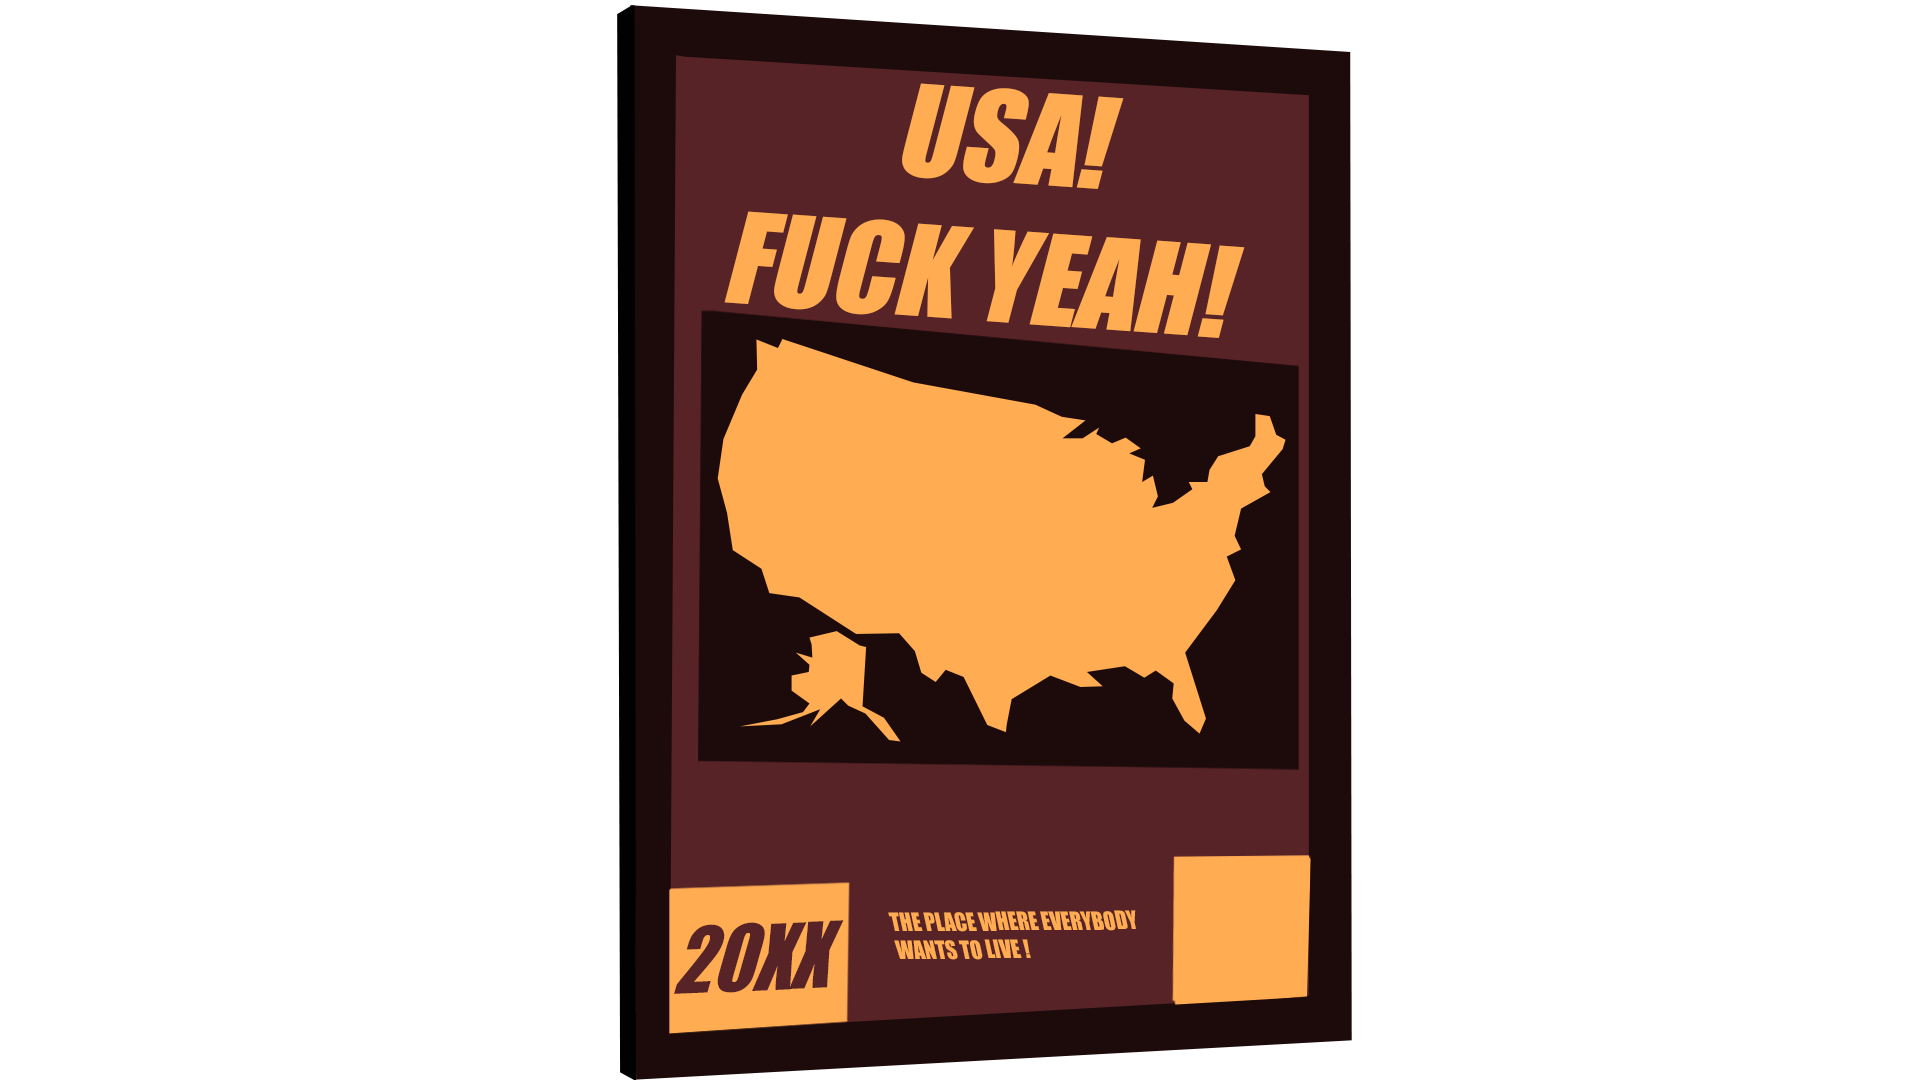 USA!
FUCK YEAH!
20XX
THE PLACE WHERE EVERYBODY
WANTS TO LIVE !